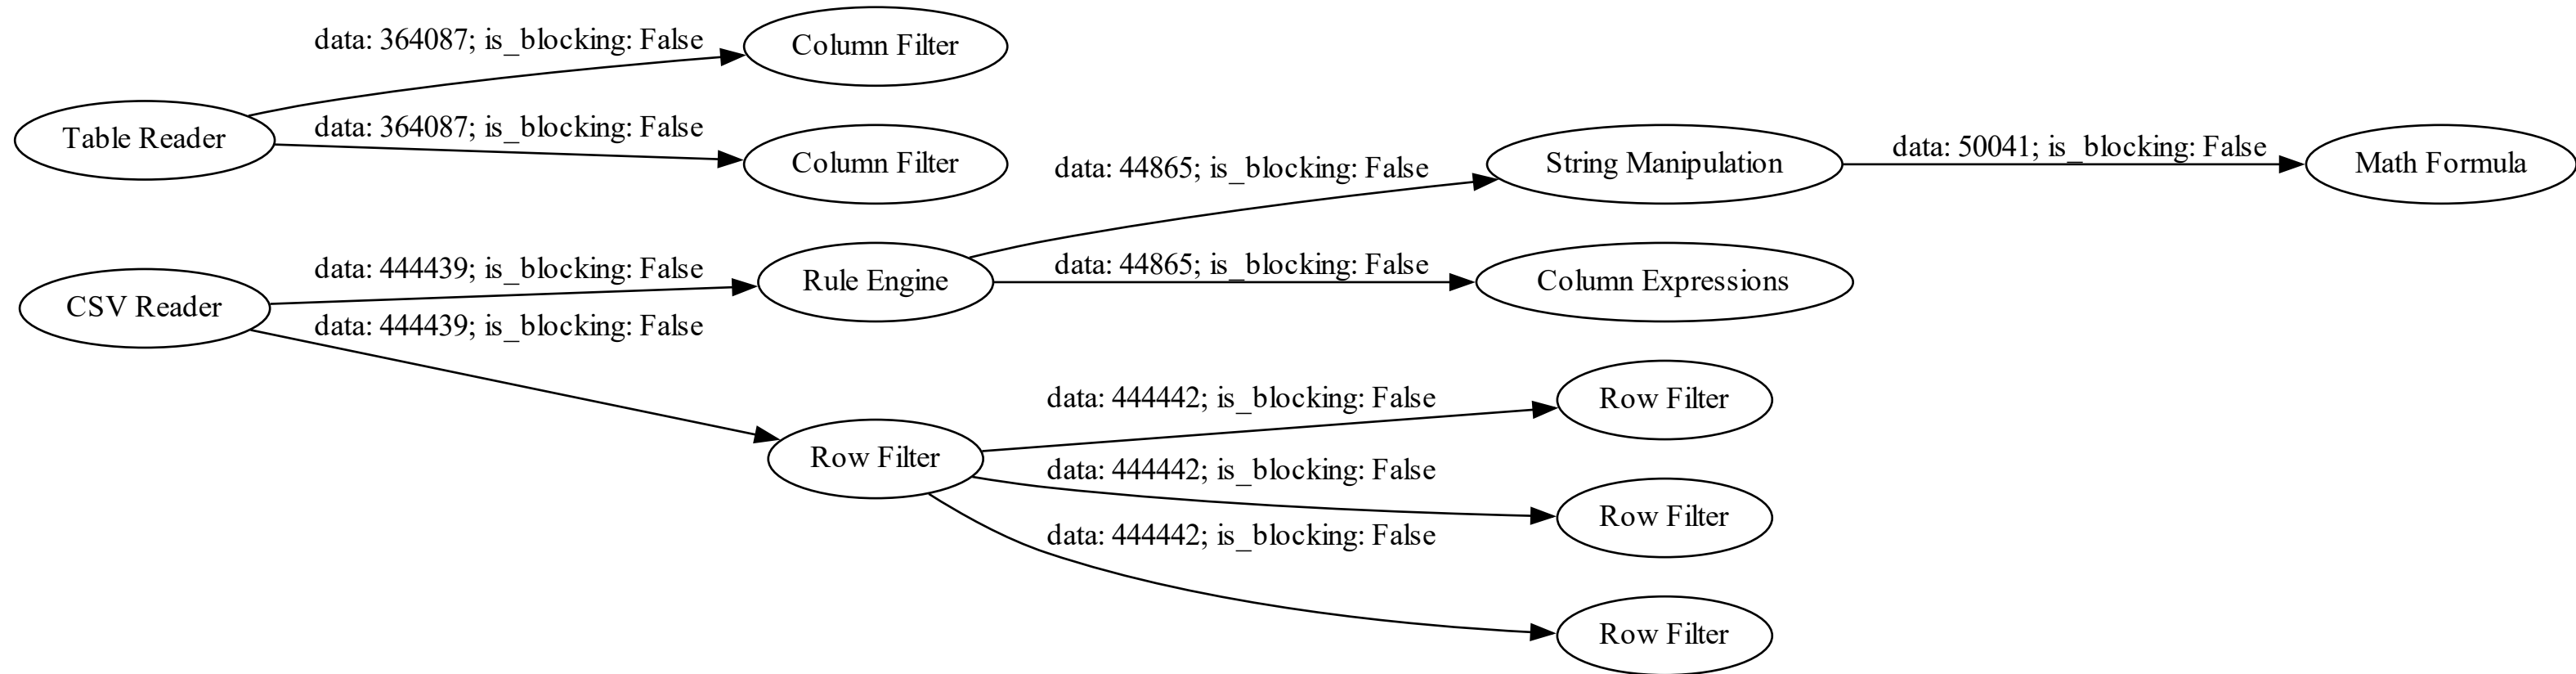 data: 364087; is_blocking: False
Column Filter
Table Reader
data: 364087; is_blocking: False
Column Filter
data: 44865; is_blocking: False
String Manipulation
data: 50041; is_blocking: False
Math Formula
CSV Reader
data: 444439; is_blocking: False
Rule Engine
data: 44865; is_blocking: False
Column Expressions
data: 444439; is_blocking: False
Row Filter
data: 444442; is_blocking: False
Row Filter
data: 444442; is_blocking: False
Row Filter
data: 444442; is_blocking: False
Row Filter